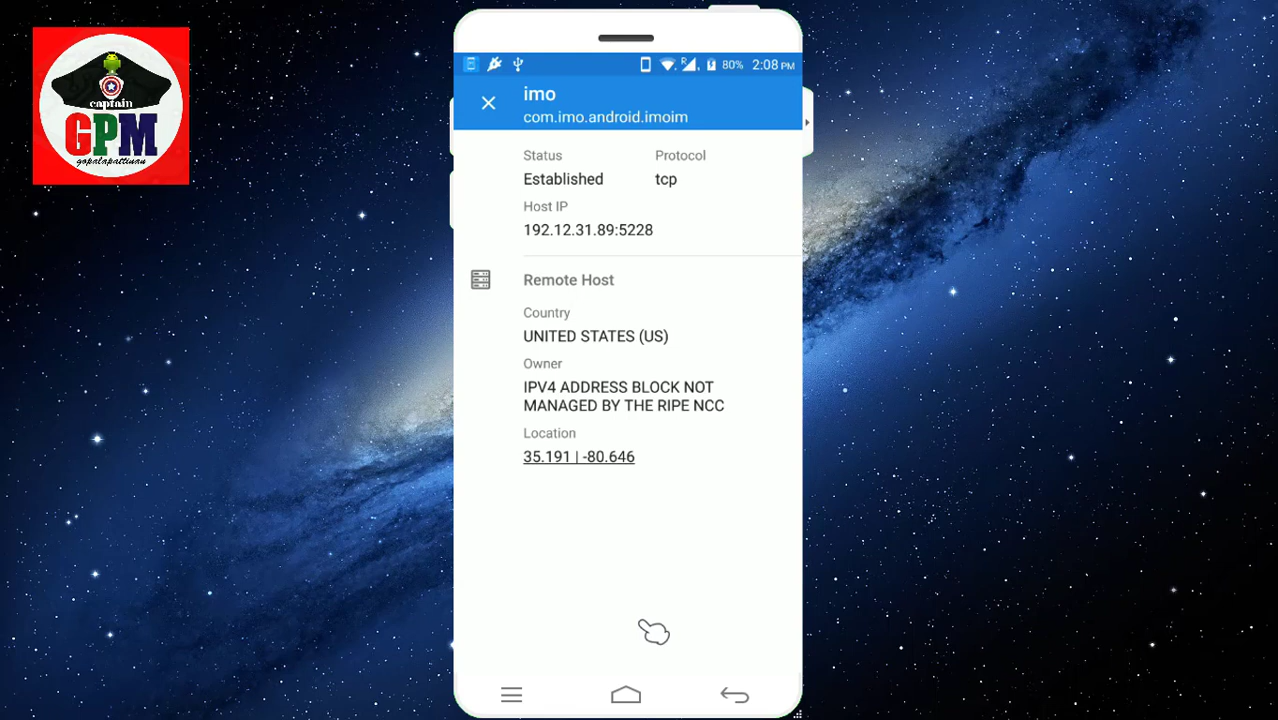 captain
GPM
gopalapattinam
R
80%
2:08 PM
imo
com.imo.android.imoim
Status
Protocol
Established
tcp
Host IP
192.12.31.89:5228
Remote Host
Country
UNITED STATES (US)
Owner
IPV4 ADDRESS BLOCK NOT
MANAGED BY THE RIPE NCC
Location
35.191 | -80.646